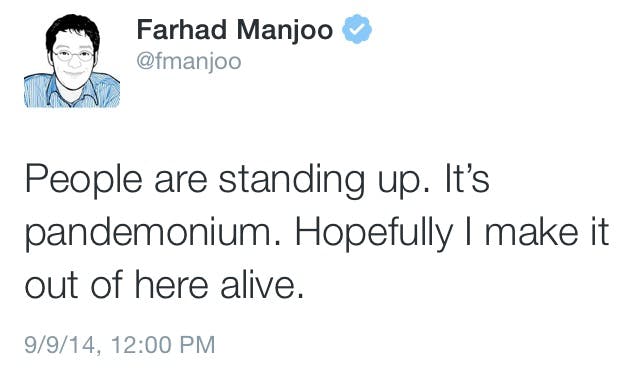 Farhad Manjoo
@fmanjoo
People are standing up. It's
pandemonium. Hopefully I make it
out of here alive.
9/9/14, 12:00 PM